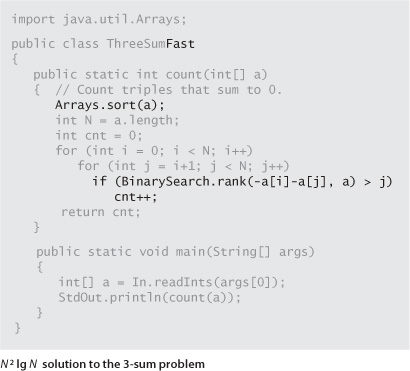 import java.util.Arrays;
public class ThreeSumFast
{
public static int count(int[] a)
{ // Count triples that sum to 0.
Arrays.sort(a);
int N = a.length;
int cnt = 0;
for (int i = 0; i < N; i++)
for (int j = i+1; j < N; j++)
if (BinarySearch.rank(-a[i]-a[j], a) > j)
cnt++;
return cnt;
}
public static void main(String[] args)
{
int[] a = In.readInts(args[0]);
StdOut.println(count(a));
}
}
N² lg N solution to the 3-sum problem